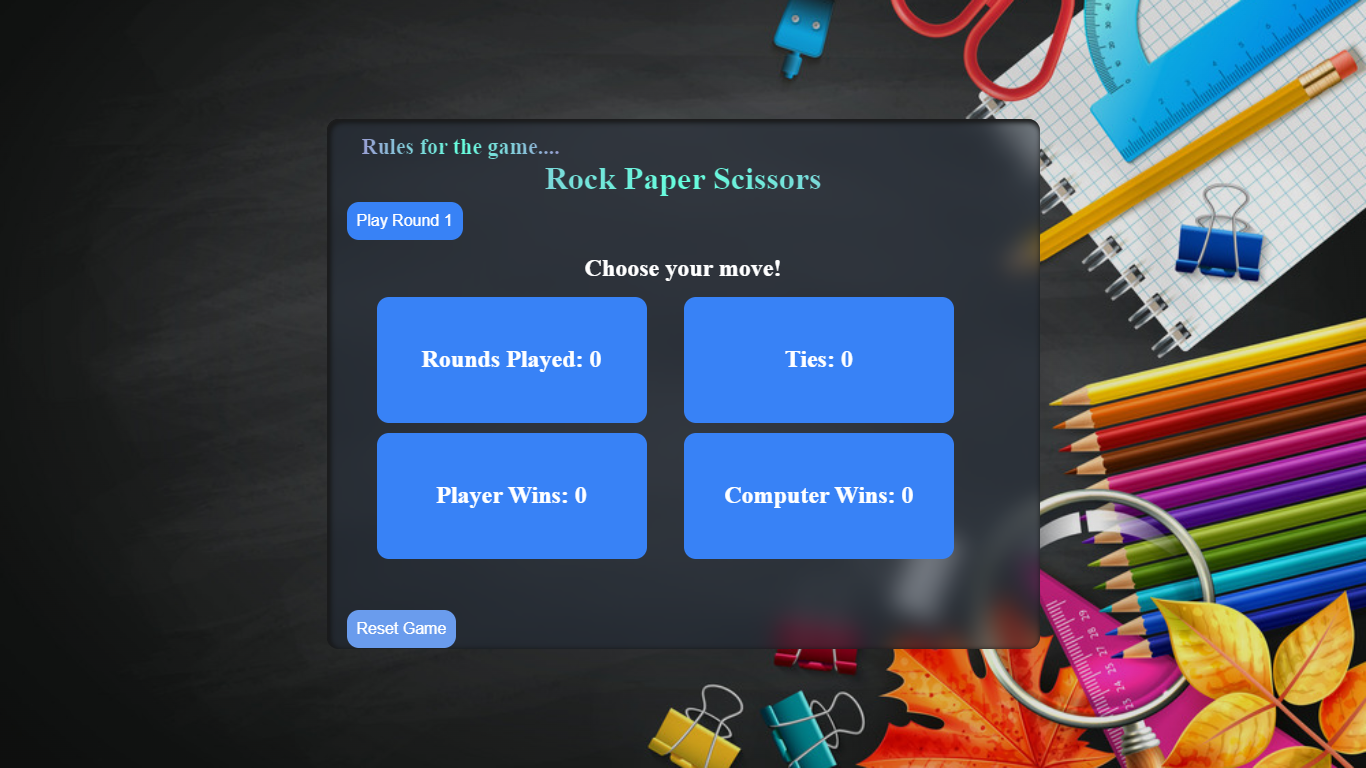 Rules for the game....
Rock Paper Scissors
Play Round 1
Choose your move!
Rounds Played: 0
Ties: 0
Player Wins: 0
Computer Wins: 0
Reset Game